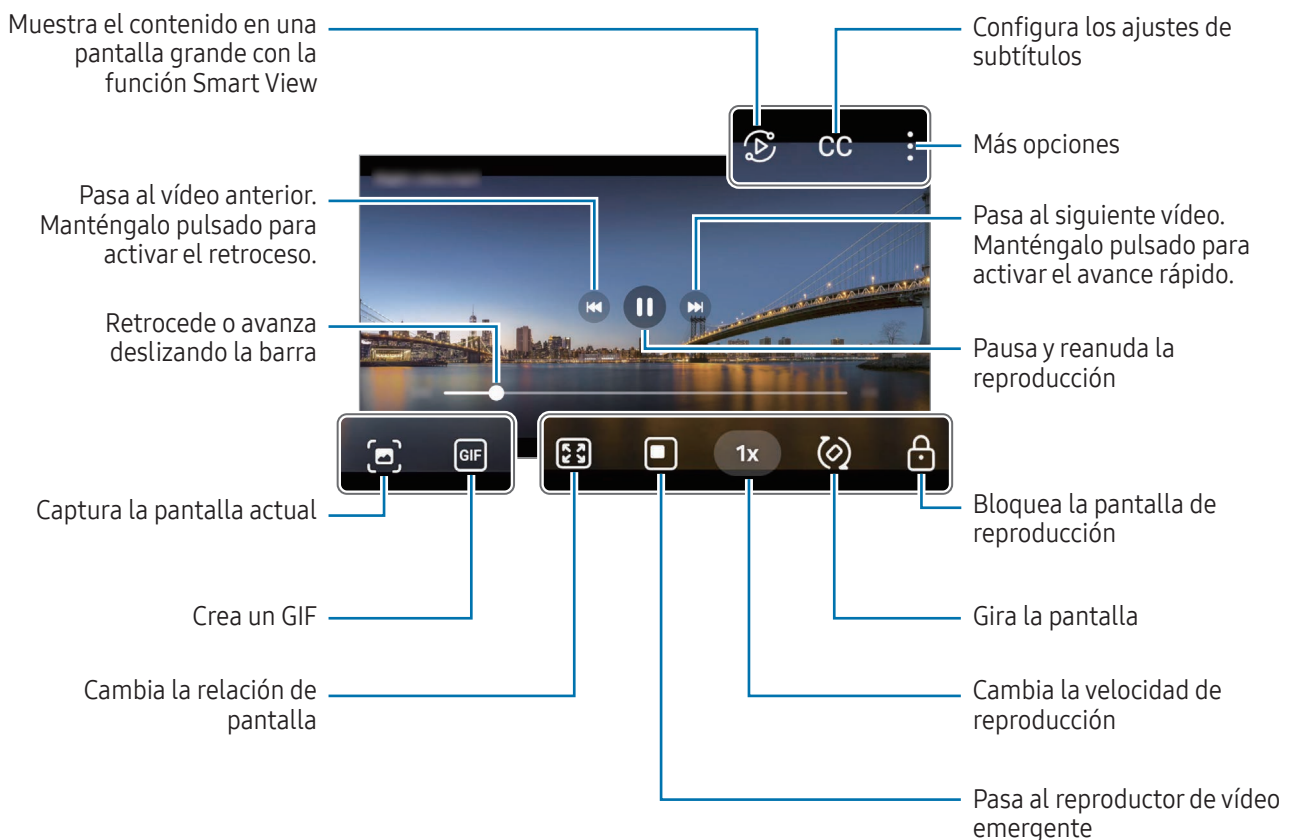 Muestra el contenido en una
pantalla grande con la
función Smart View
Configura los ajustes de
subtítulos
CC
Más opciones
Pasa al vídeo anterior.
Manténgalo pulsado para
activar el retroceso.
Pasa al siguiente vídeo.
Manténgalo pulsado para
activar el avance rápido.
Retrocede o avanza
deslizando la barra
Pausa y reanuda la
reproducción
GIF
1x
Captura la pantalla actual
Bloquea la pantalla de
reproducción
Crea un GIF
Gira la pantalla
Cambia la relación de
pantalla
Cambia la velocidad de
reproducción
Pasa al reproductor de vídeo
emergente